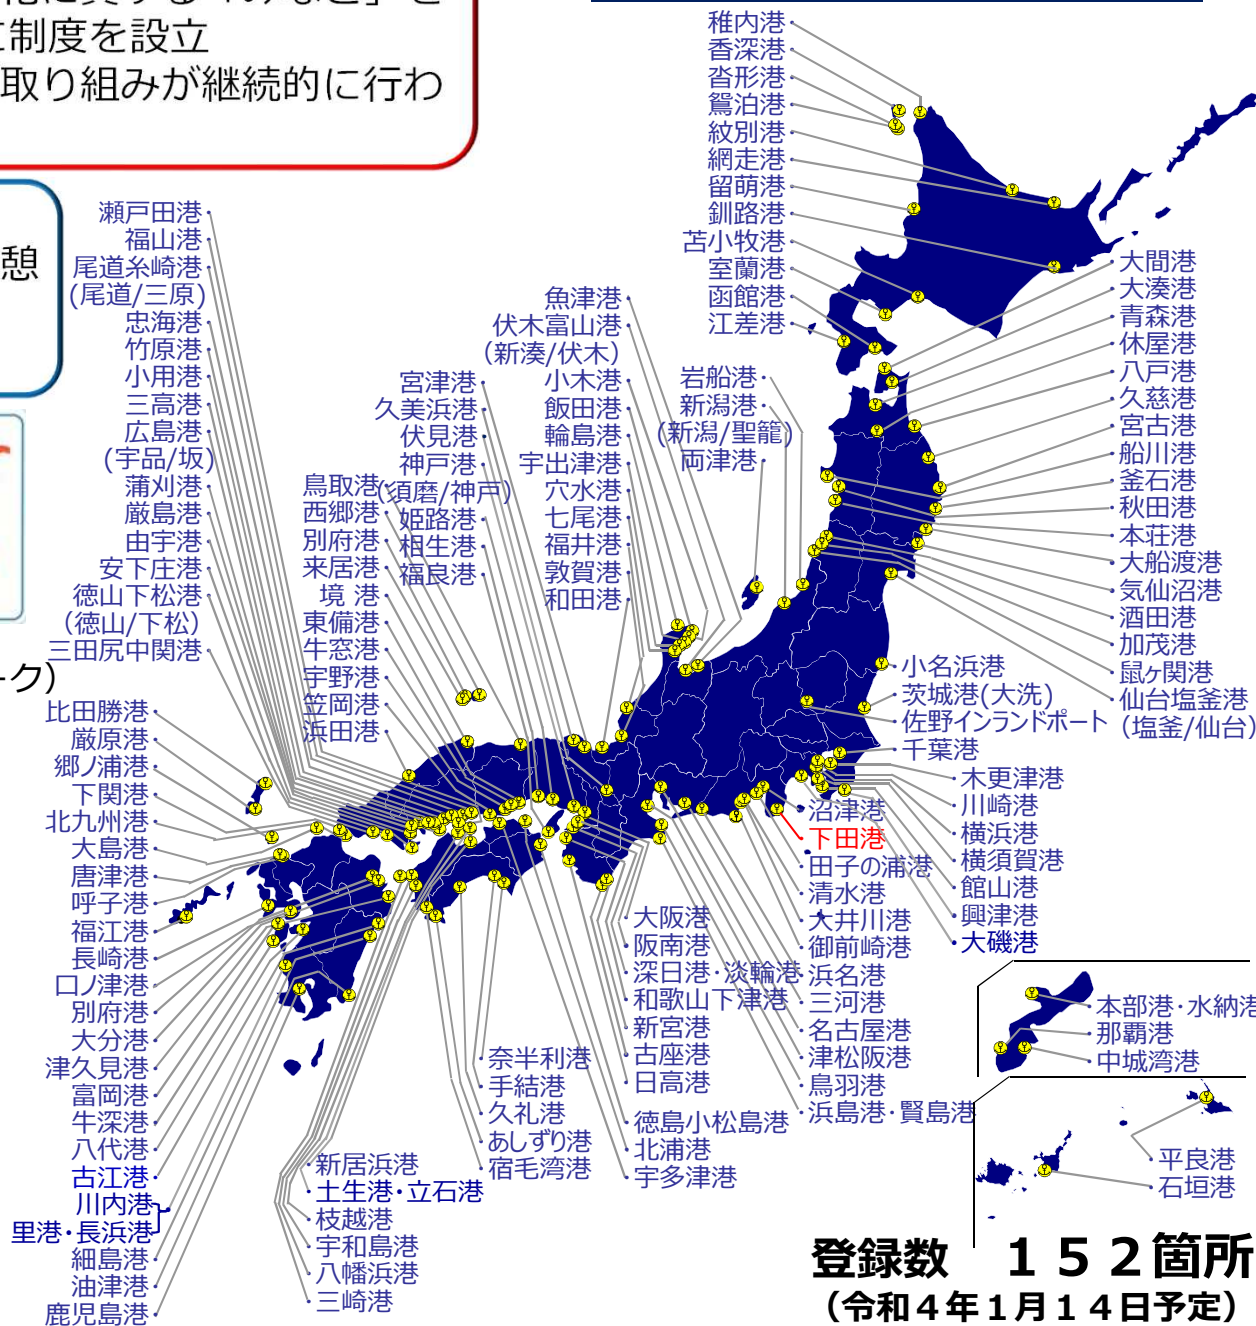 に制度を設立
取り組みが継続的に行わ
憩
ーク)
稚内港
香深港
沓形港
鴛泊港
紋別港
網走港
留萌港
釧路港
苫小牧港
室蘭港
函館港
江差港
大間港
大湊港
青森港
休屋港
八戸港
久慈港
宮古港
船川港
釜石港
秋田港
本荘港
大船渡港
気仙沼港
酒田港
加茂港
鼠ヶ関港
仙台塩釜港
(塩釜/仙台)
岩船港
新潟港
(新潟/聖籠)
両津港
魚津港
伏木富山港
(新湊/伏木)
小木港
飯田港
輪島港
宇出津港
穴水港
七尾港
福井港
敦賀港
和田港
宮津港
久美浜港
伏見港
神戸港
(須磨/神戸)
姫路港
相生港
福良港
鳥取港
西郷港
別府港
来居港
境 港
東備港
牛窓港
宇野港
笠岡港
浜田港
瀬戸田港
福山港
尾道糸崎港
(尾道/三原)
忠海港
竹原港
小用港
三高港
広島港
(宇品/坂)
蒲刈港
厳島港
由宇港
安下庄港
徳山下松港
(徳山/下松)
三田尻中関港
比田勝港
厳原港
郷ノ浦港
下関港
北九州港
大島港
唐津港
呼子港
福江港
長崎港
口ノ津港
別府港
大分港
津久見港
富岡港
牛深港
八代港
古江港
川内港
里港・長浜港
細島港
油津港
鹿児島港
新居浜港
土生港・立石港
枝越港
宇和島港
八幡浜港
三崎港
奈半利港
手結港
久礼港
あしずり港
宿毛湾港
大阪港
阪南港
深日港・淡輪港
和歌山下津港
新宮港
古座港
日高港
徳島小松島港
北浦港
宇多津港
小名浜港
茨城港(大洗)
佐野インランドポート
千葉港
木更津港
川崎港
横浜港
横須賀港
館山港
興津港
大磯港
沼津港
下田港
田子の浦港
清水港
大井川港
御前崎港
浜名港
三河港
名古屋港
津松阪港
鳥羽港
浜島港・賢島港
本部港・水納港
那覇港
中城湾港
平良港
石垣港
登録数 １５２箇所
（令和４年１月１４日予定）